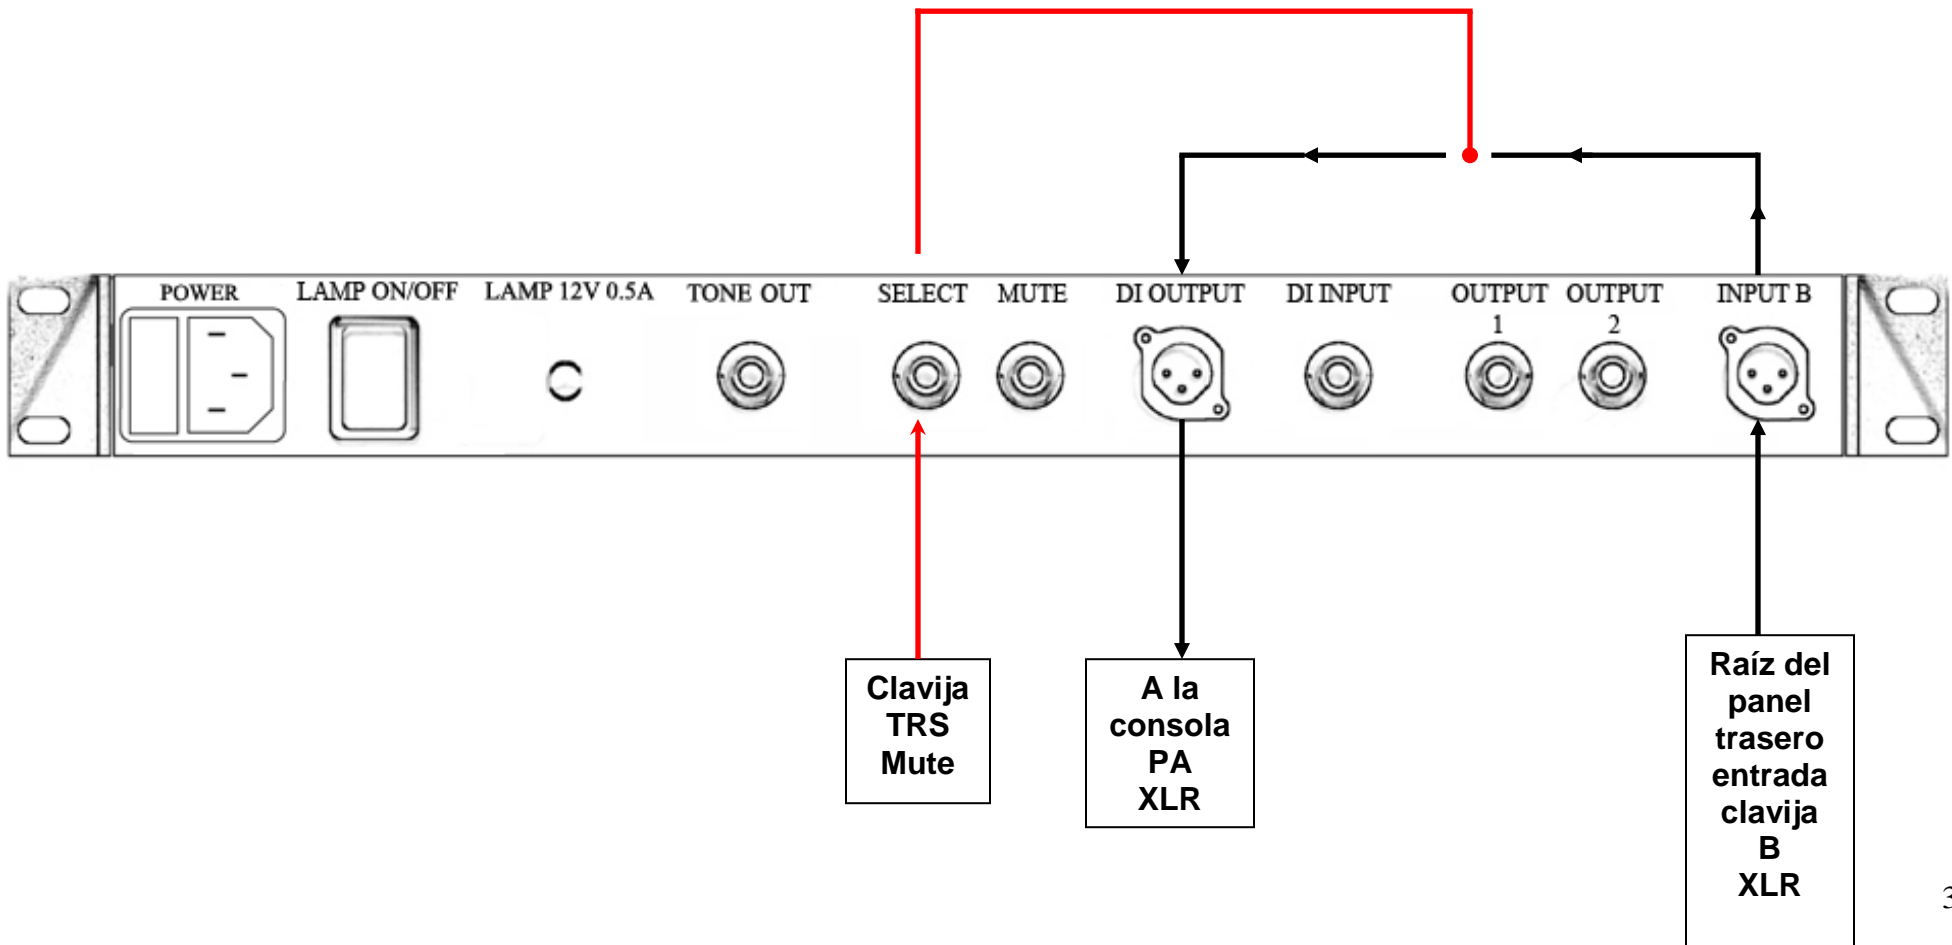 POWER
LAMP ON/OFF
LAMP 12V 0.5A
TONE OUT
SELECT
MUTE
DI OUTPUT
DI INPUT
OUTPUT
1
OUTPUT
2
INPUT B
Clavija
TRS
Mute
A la
consola
PA
XLR
Raíz del
panel
trasero
entrada
clavija
B
XLR
3